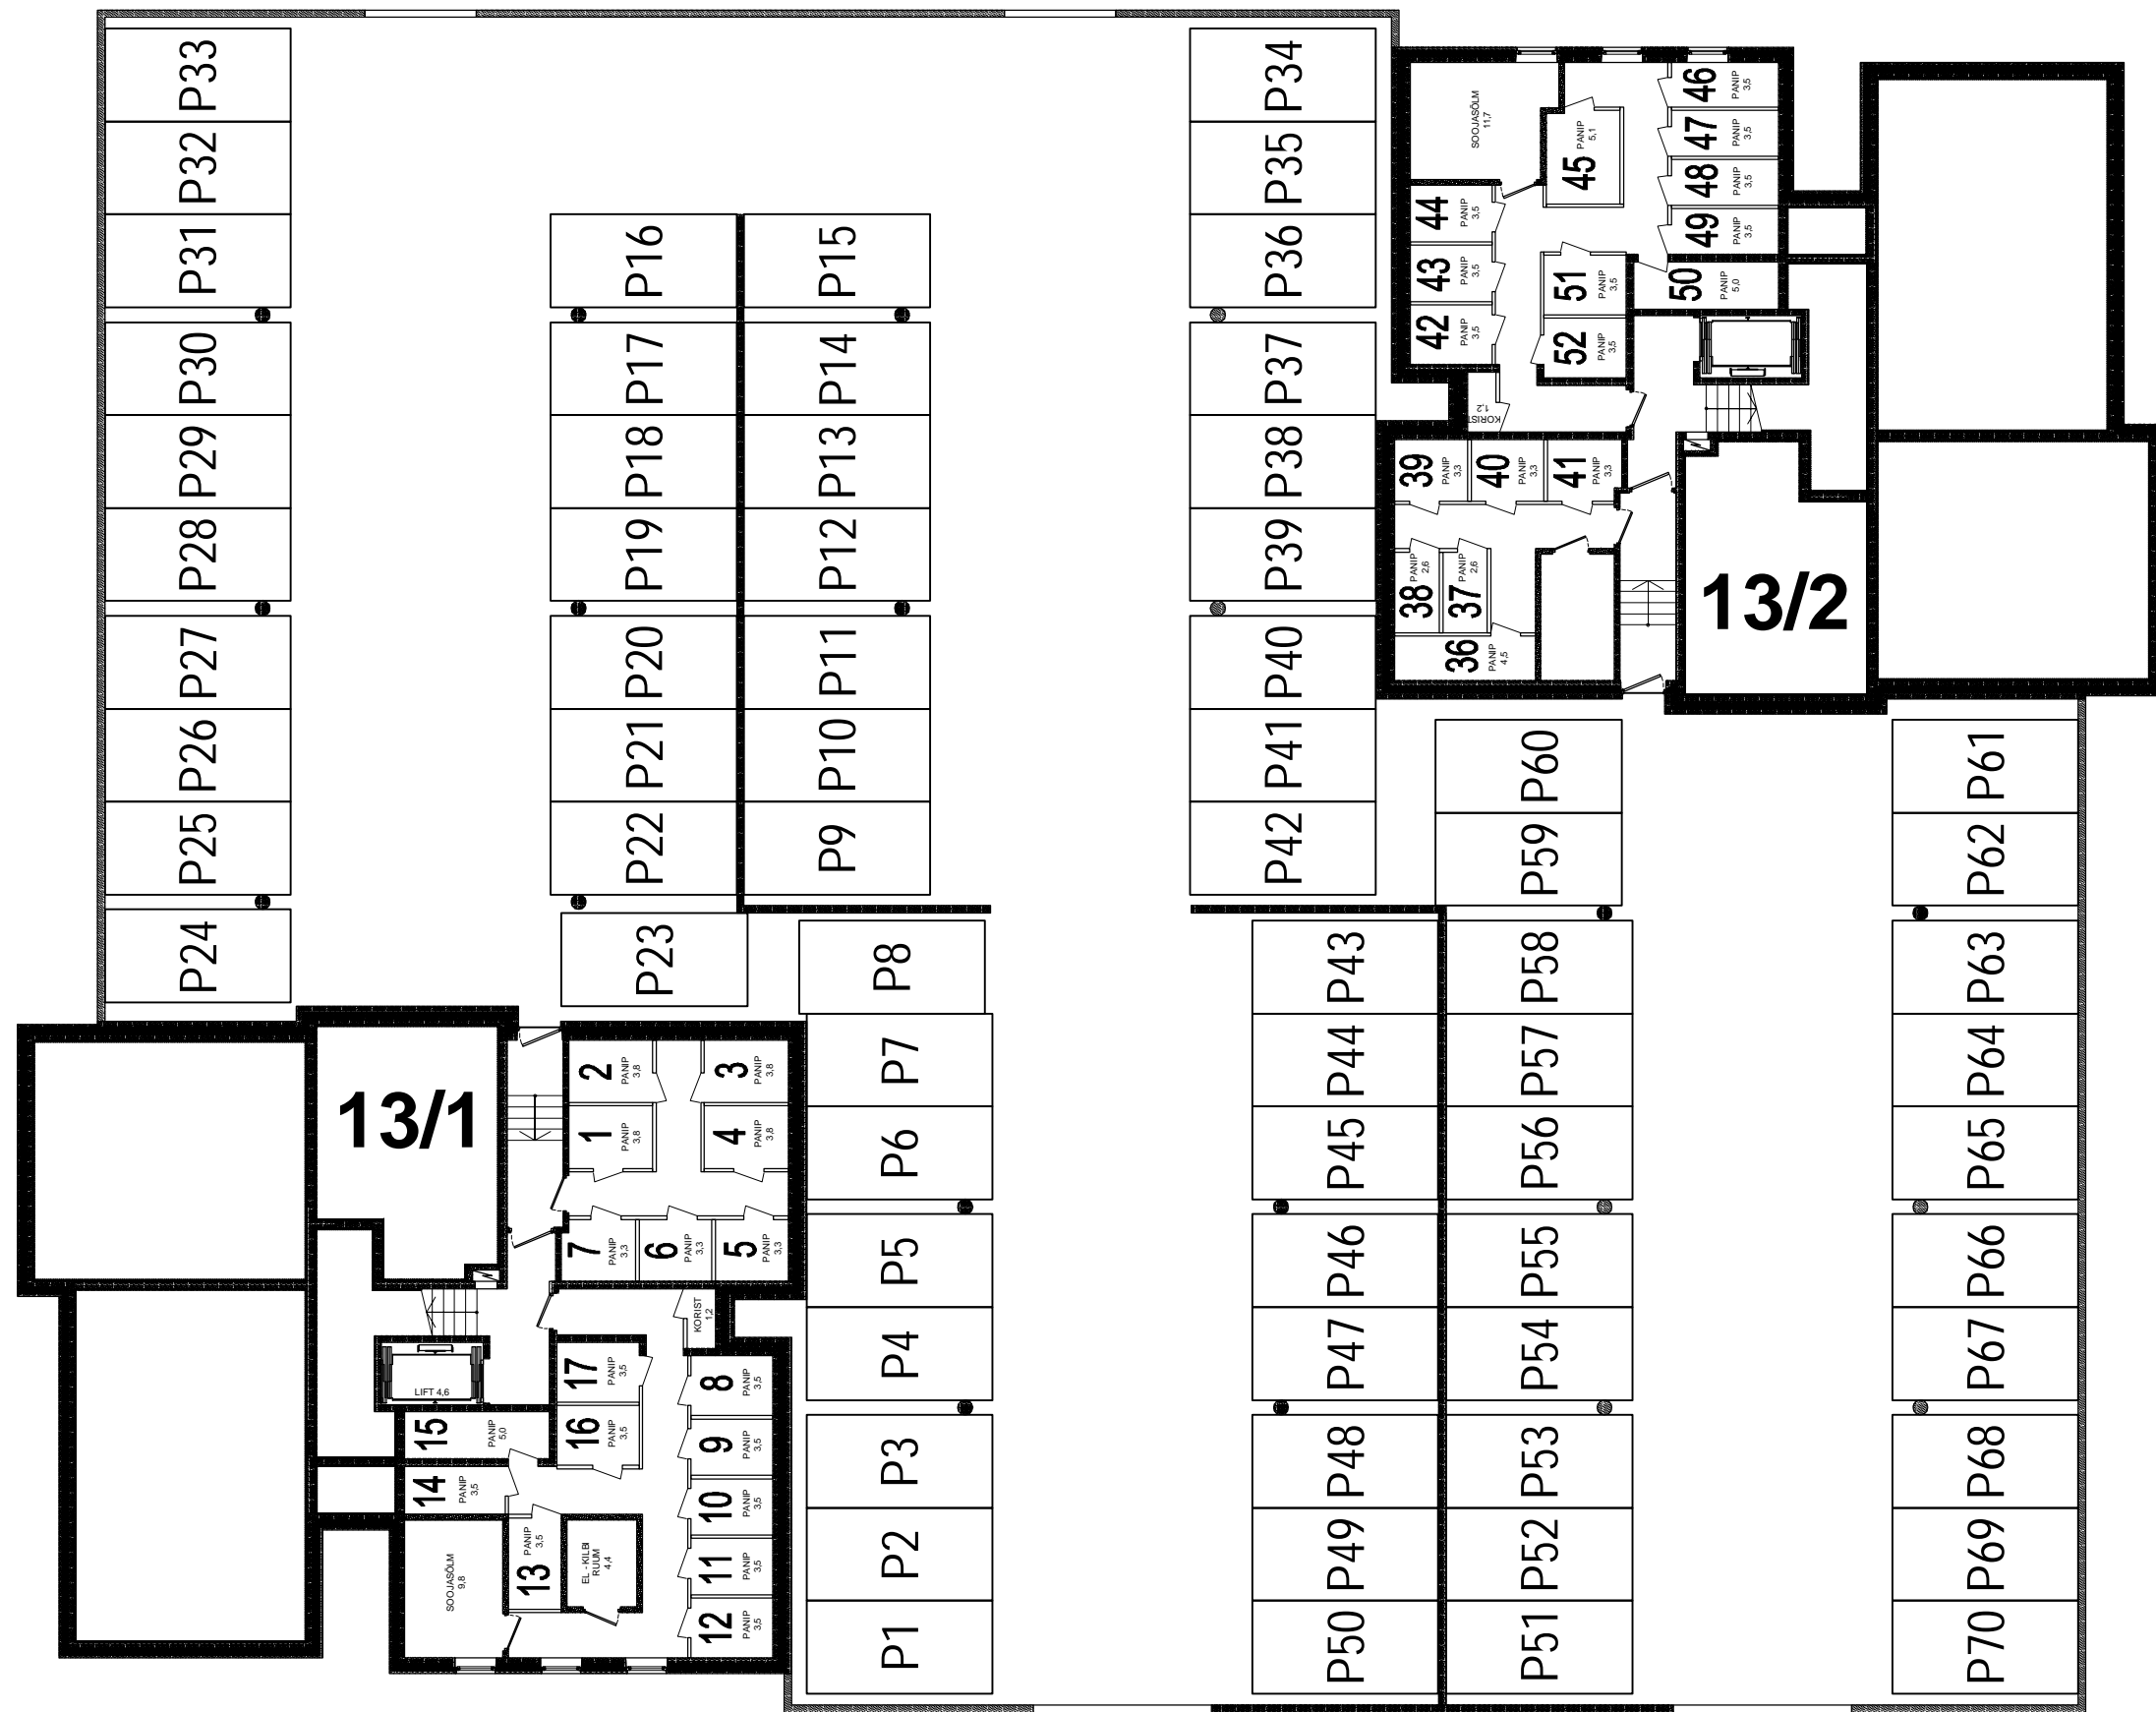 P33
P32
P31
P30
P29
P28
P27
P26
P25
P24
P16
P17
P18
P19
P20
P21
P22
P23
P15
P14
P13
P12
P11
P10
P9
P8
P7
P6
P5
P4
P3
P2
P1
P34
P35
P36
P37
P38
P39
P40
P41
P42
P43
P44
P45
P46
P47
P48
P49
P50
P60
P59
P58
P57
P56
P55
P54
P53
P52
P51
P61
P62
P63
P64
P65
P66
P67
P68
P69
P70
13/2
SOOJASÕLM
11,7
46
PANIP
3,5
47
PANIP
3,5
48
PANIP
3,5
49
PANIP
3,5
50
PANIP
5,0
45
PANIP
5,1
44
PANIP
3,5
43
PANIP
3,5
42
PANIP
3,5
51
PANIP
3,5
52
PANIP
3,5
KORIST
1,2
39
PANIP
3,3
40
PANIP
3,3
41
PANIP
3,3
38
PANIP
2,6
37
PANIP
2,6
36
PANIP
4,5
13/1
2
PANIP
3,8
3
PANIP
3,8
1
PANIP
3,8
4
PANIP
3,8
7
PANIP
3,3
6
PANIP
3,3
5
PANIP
3,3
KORIST
1,2
LIFT 4,6
17
PANIP
3,5
16
PANIP
3,5
15
PANIP
5,0
14
PANIP
3,5
13
PANIP
3,5
8
PANIP
3,5
9
PANIP
3,5
10
PANIP
3,5
11
PANIP
3,5
12
PANIP
3,5
SOOJASÕLM
9,8
EL - KILBI
RUUM
4,4